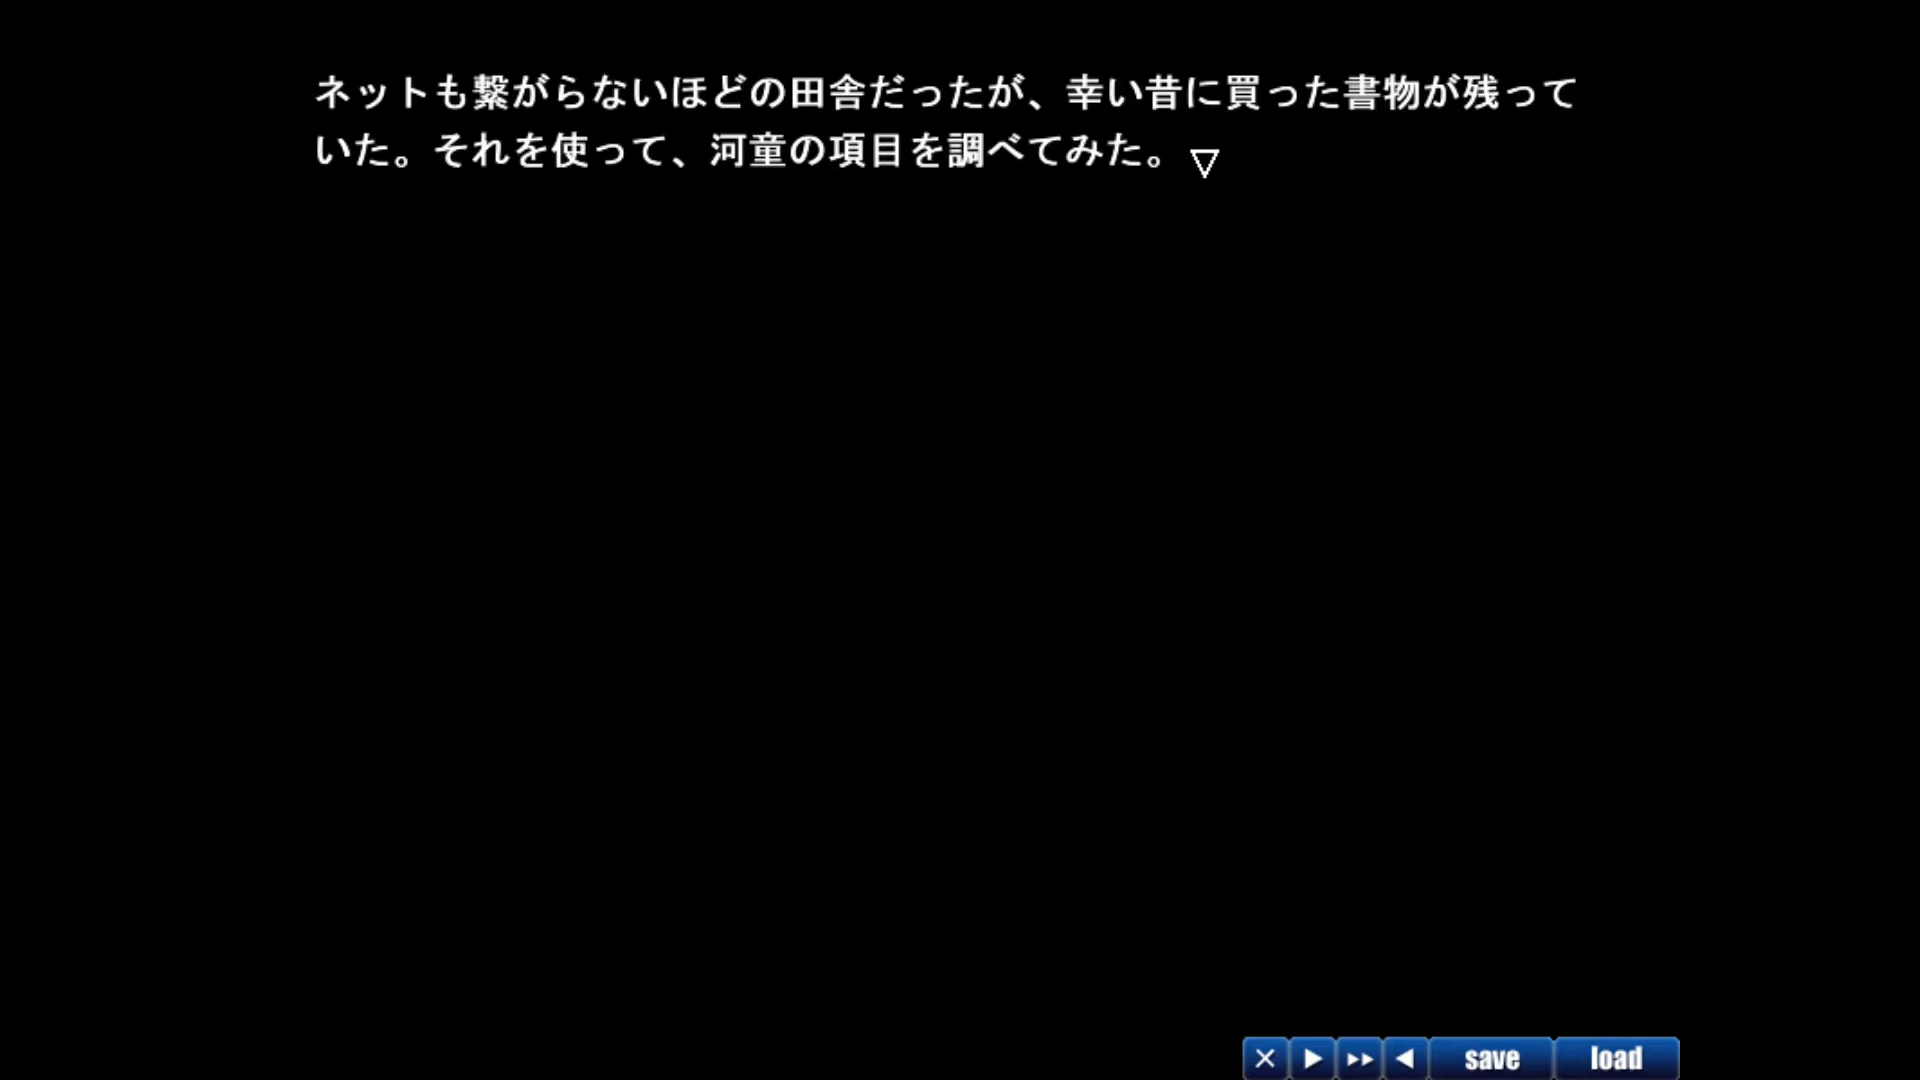 ネットも繋がらないほどの田舎だったが、幸い昔に買った書物が残って
いた。それを使って、河童の項目を調べてみた。
save load